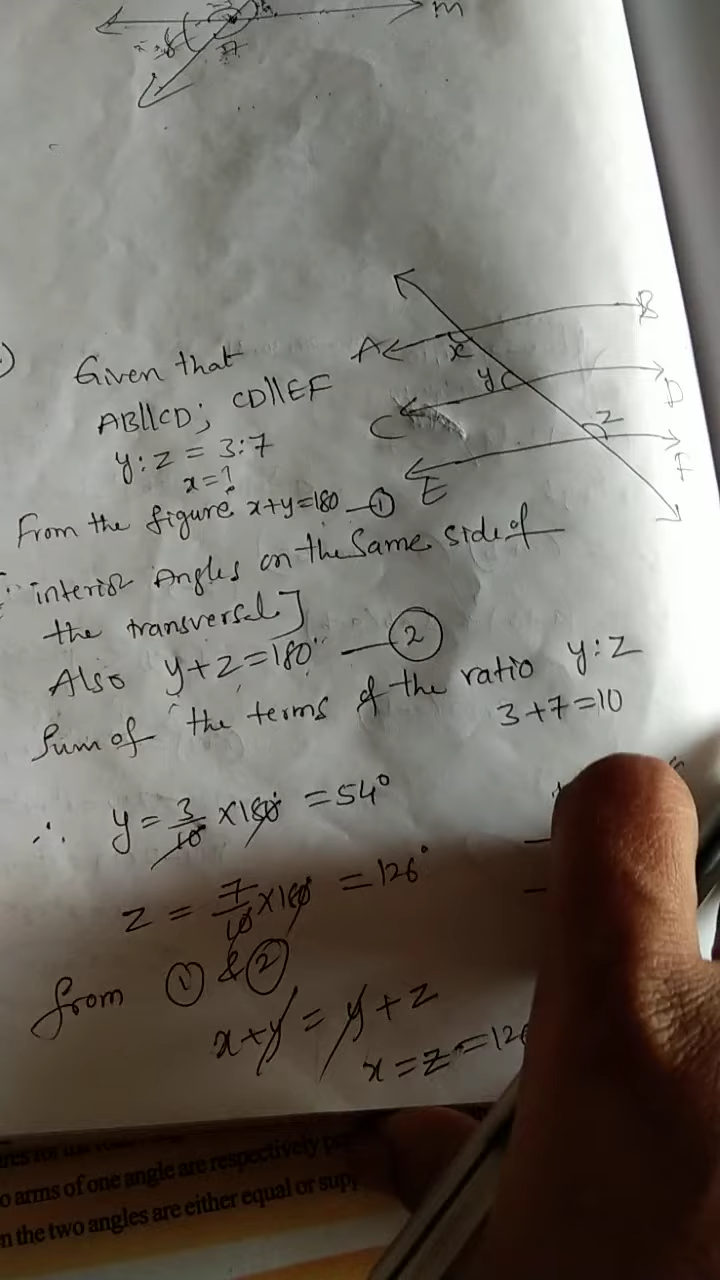 m
Given that
AB||CD; CD||EF
y:z = 3:7
x=?
A B
x
y
C D
z
E F
From the figure x+y=180 — ①
interior Angles on the Same side of
the transversal]
Also y+z=180° — ②
Sum of the terms of the ratio y:z
3+7=10
∴ y = 3/10 × 180 = 54°
z = 7/10 × 180 = 126°
from ① & ②
x+y = y+z
x = z = 12
o arms of one angle are respectively
n the two angles are either equal or